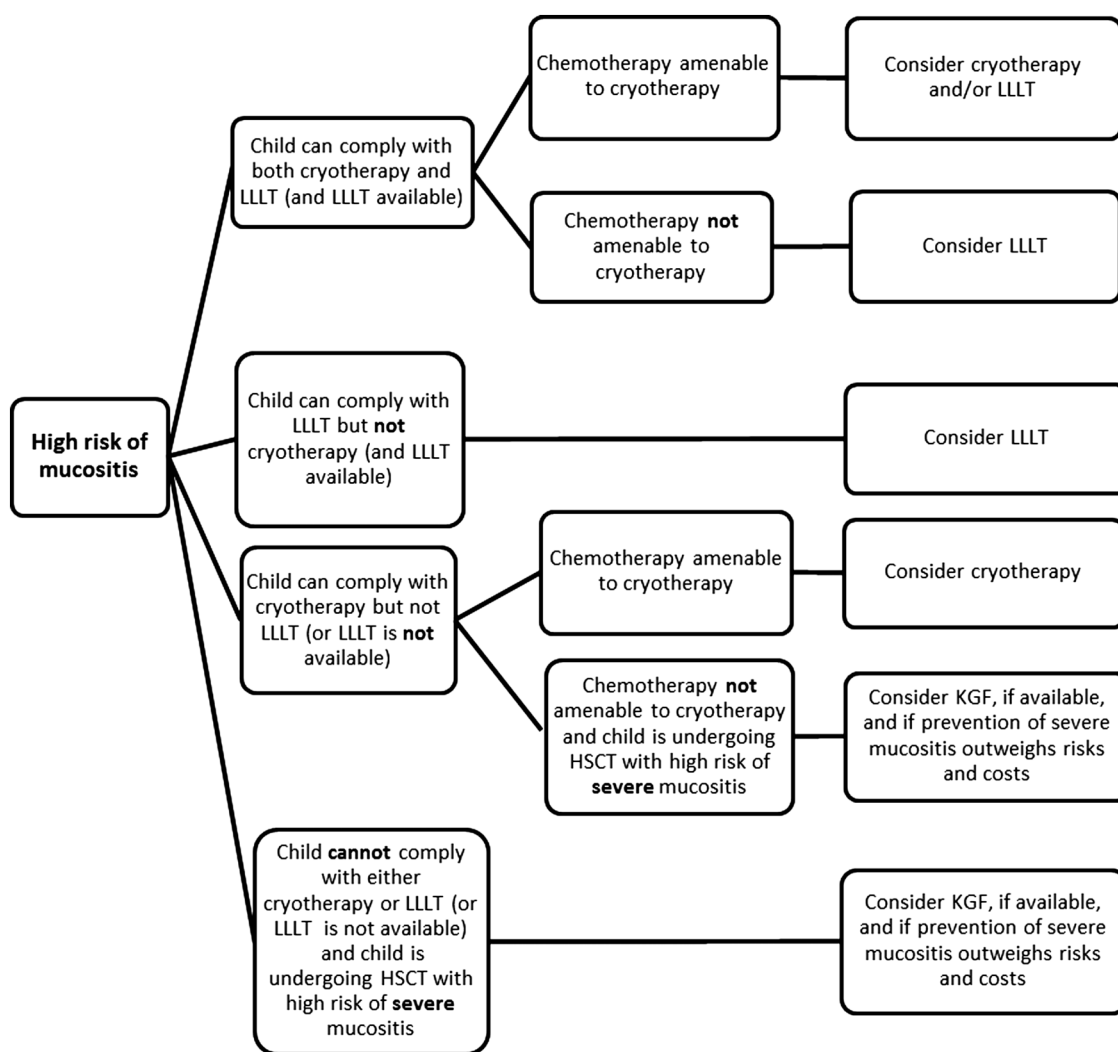 High risk of
mucositis
Child can comply with
both cryotherapy and
LLLT (and LLLT available)
Chemotherapy amenable
to cryotherapy
Consider cryotherapy
and/or LLLT
Chemotherapy not
amenable to
cryotherapy
Consider LLLT
Child can comply with
LLLT but not
cryotherapy (and LLLT
available)
Consider LLLT
Child can comply with
cryotherapy but not
LLLT (or LLLT is not
available)
Chemotherapy amenable
to cryotherapy
Consider cryotherapy
Chemotherapy not
amenable to cryotherapy
and child is undergoing
HSCT with high risk of
severe mucositis
Consider KGF, if available,
and if prevention of severe
mucositis outweighs risks
and costs
Child cannot comply
with either
cryotherapy or LLLT (or
LLLT is not available)
and child is
undergoing HSCT with
high risk of severe
mucositis
Consider KGF, if available,
and if prevention of severe
mucositis outweighs risks
and costs